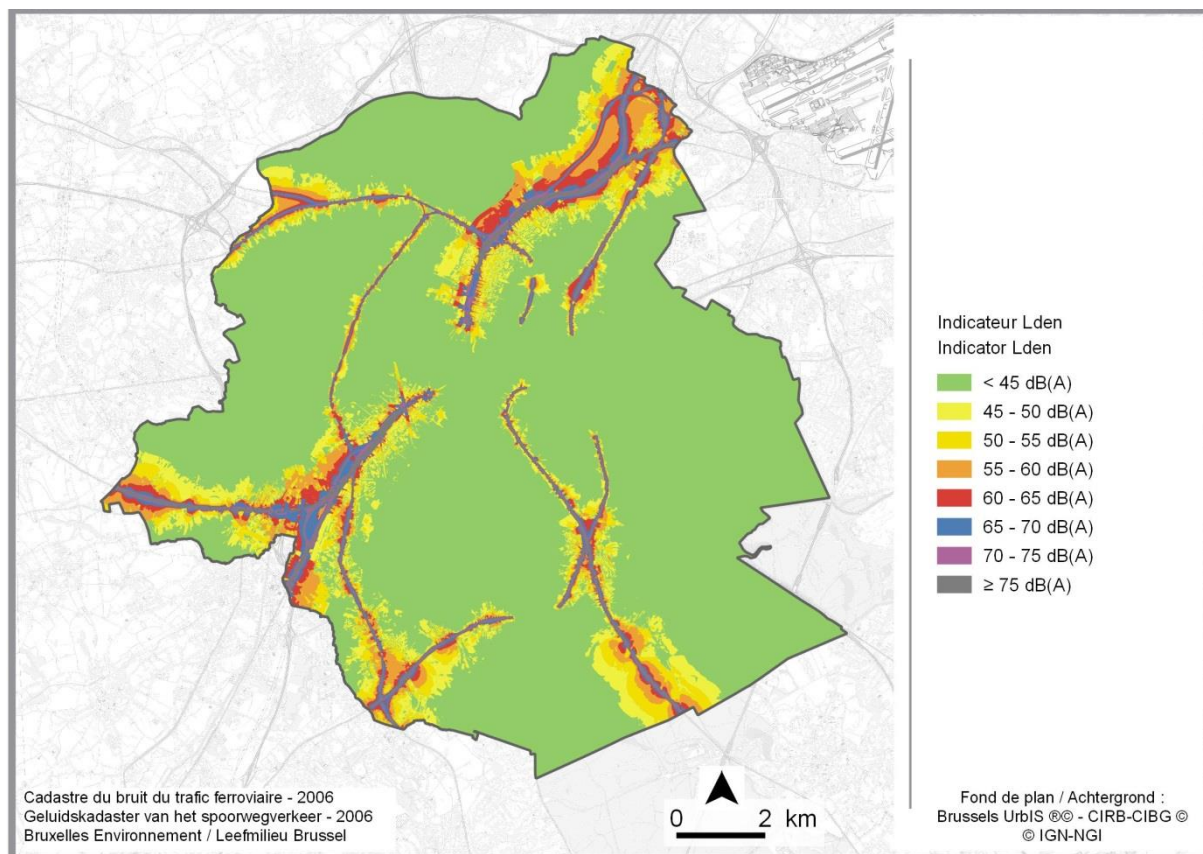 Indicateur Lden
Indicator Lden
< 45 dB(A)
45 - 50 dB(A)
50 - 55 dB(A)
55 - 60 dB(A)
60 - 65 dB(A)
65 - 70 dB(A)
70 - 75 dB(A)
≥ 75 dB(A)
Cadastre du bruit du trafic ferroviaire - 2006
Geluidskadaster van het spoorwegverkeer - 2006
Bruxelles Environnement / Leefmilieu Brussel
0 2 km
Fond de plan / Achtergrond :
Brussels UrbIS ®© - CIRB-CIBG ©
© IGN-NGI